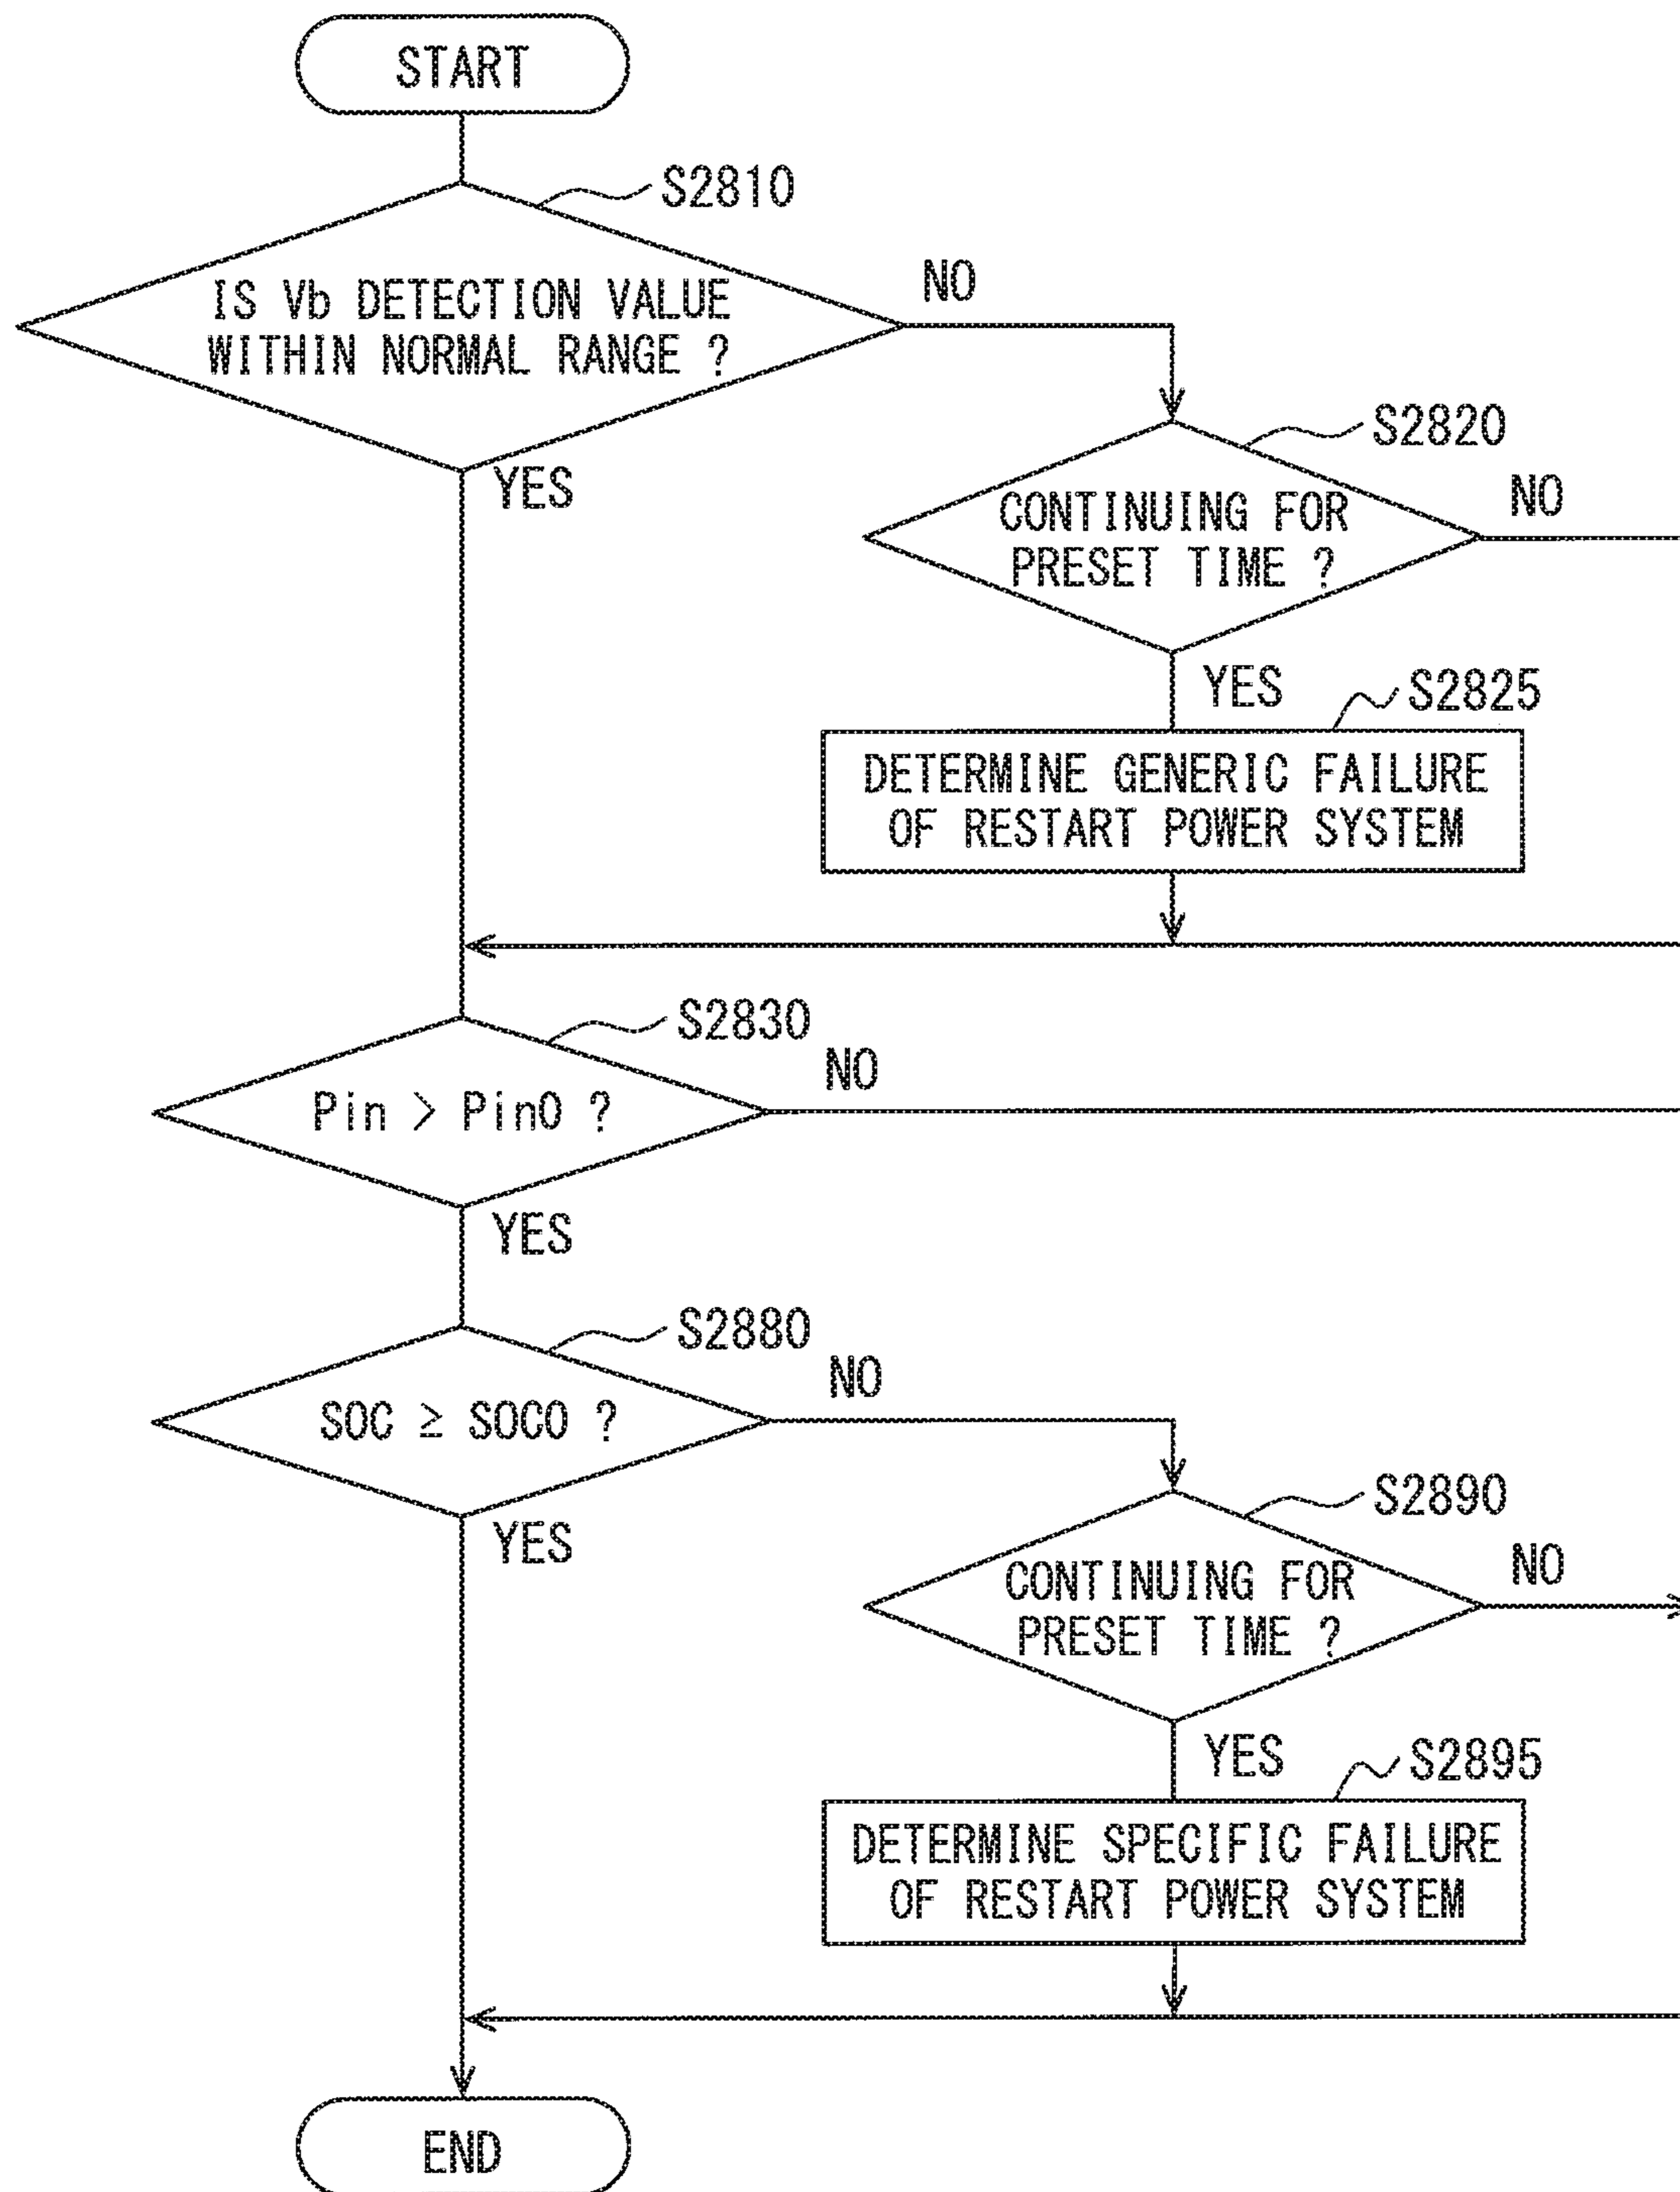 START
S2810
IS Vb DETECTION VALUE
WITHIN NORMAL RANGE ?
NO
YES
S2820
CONTINUING FOR
PRESET TIME ?
NO
YES
S2825
DETERMINE GENERIC FAILURE
OF RESTART POWER SYSTEM
S2830
Pin > Pin0 ?
NO
YES
S2880
SOC ≥ SOC0 ?
NO
YES
S2890
CONTINUING FOR
PRESET TIME ?
NO
YES
S2895
DETERMINE SPECIFIC FAILURE
OF RESTART POWER SYSTEM
END